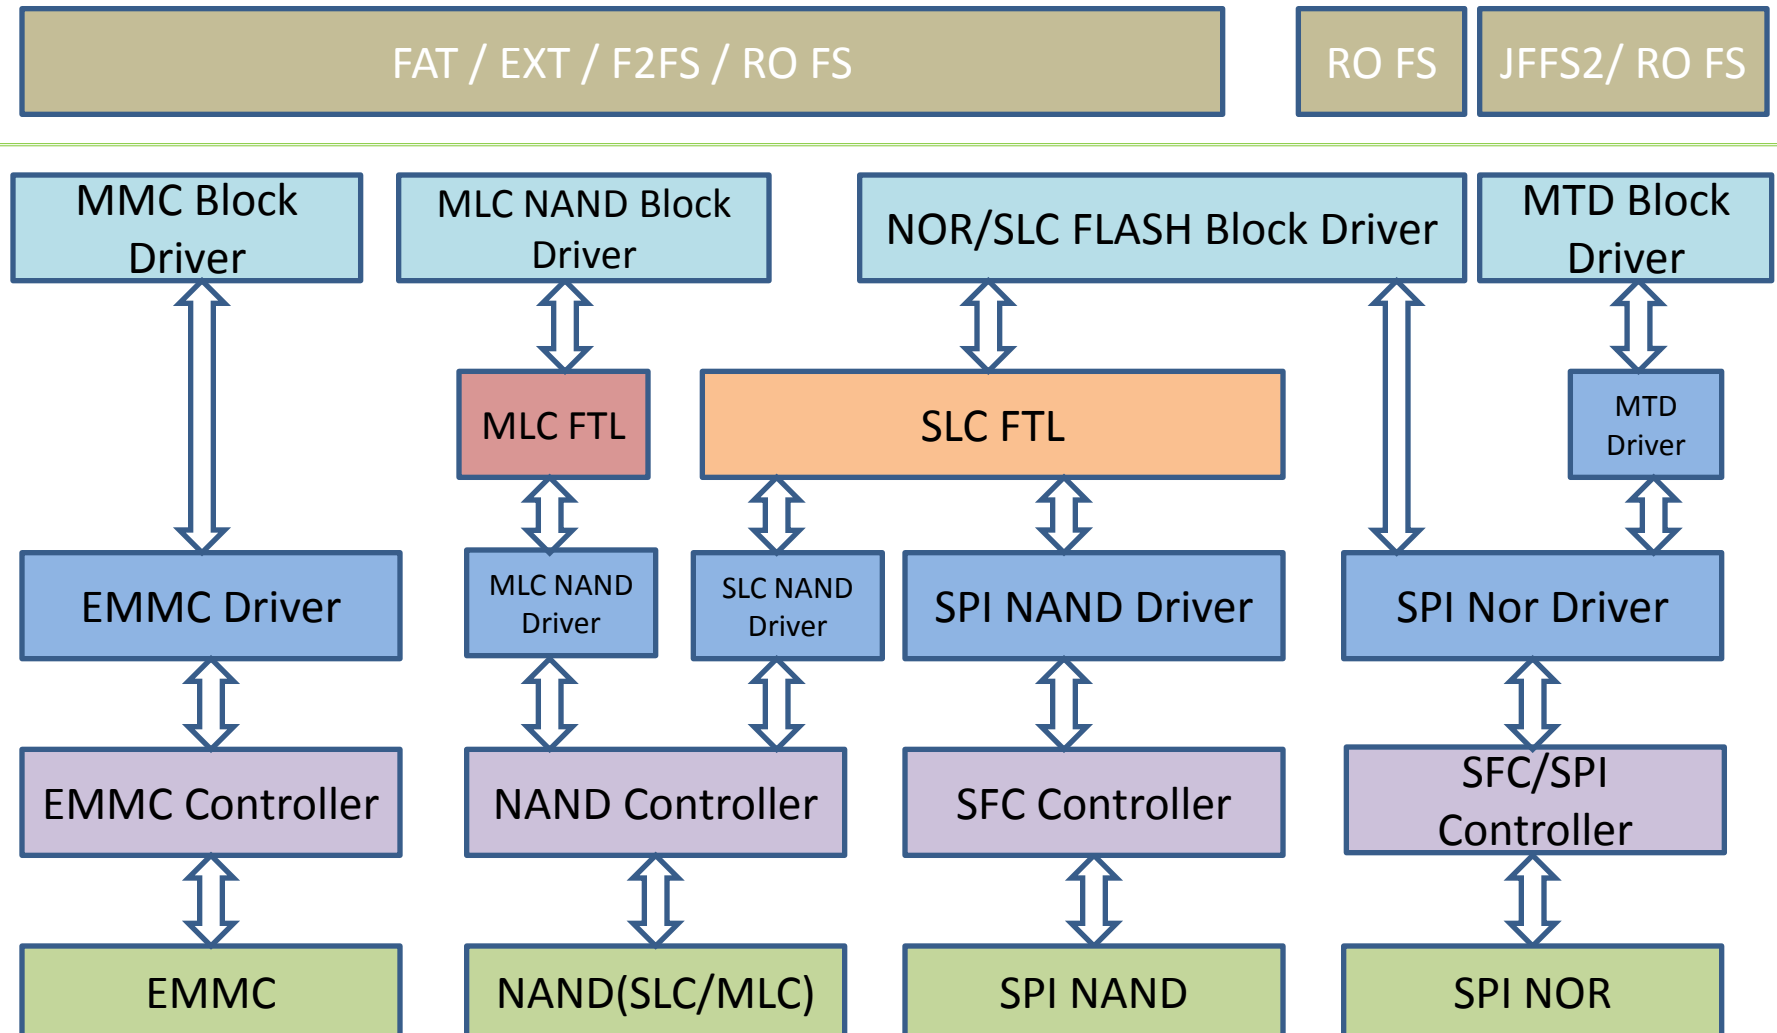 FAT / EXT / F2FS / RO FS
RO FS
JFFS2/ RO FS
MMC Block
Driver
MLC NAND Block
Driver
NOR/SLC FLASH Block Driver
MTD Block
Driver
MLC FTL
SLC FTL
MTD
Driver
EMMC Driver
MLC NAND
Driver
SLC NAND
Driver
SPI NAND Driver
SPI Nor Driver
EMMC Controller
NAND Controller
SFC Controller
SFC/SPI
Controller
EMMC
NAND(SLC/MLC)
SPI NAND
SPI NOR